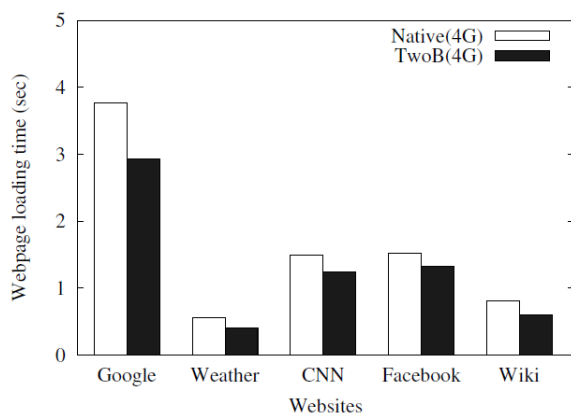 Native(4G)
TwoB(4G)
Webpage loading time (sec)
5
4
3
2
1
0
Google Weather CNN Facebook Wiki
Websites